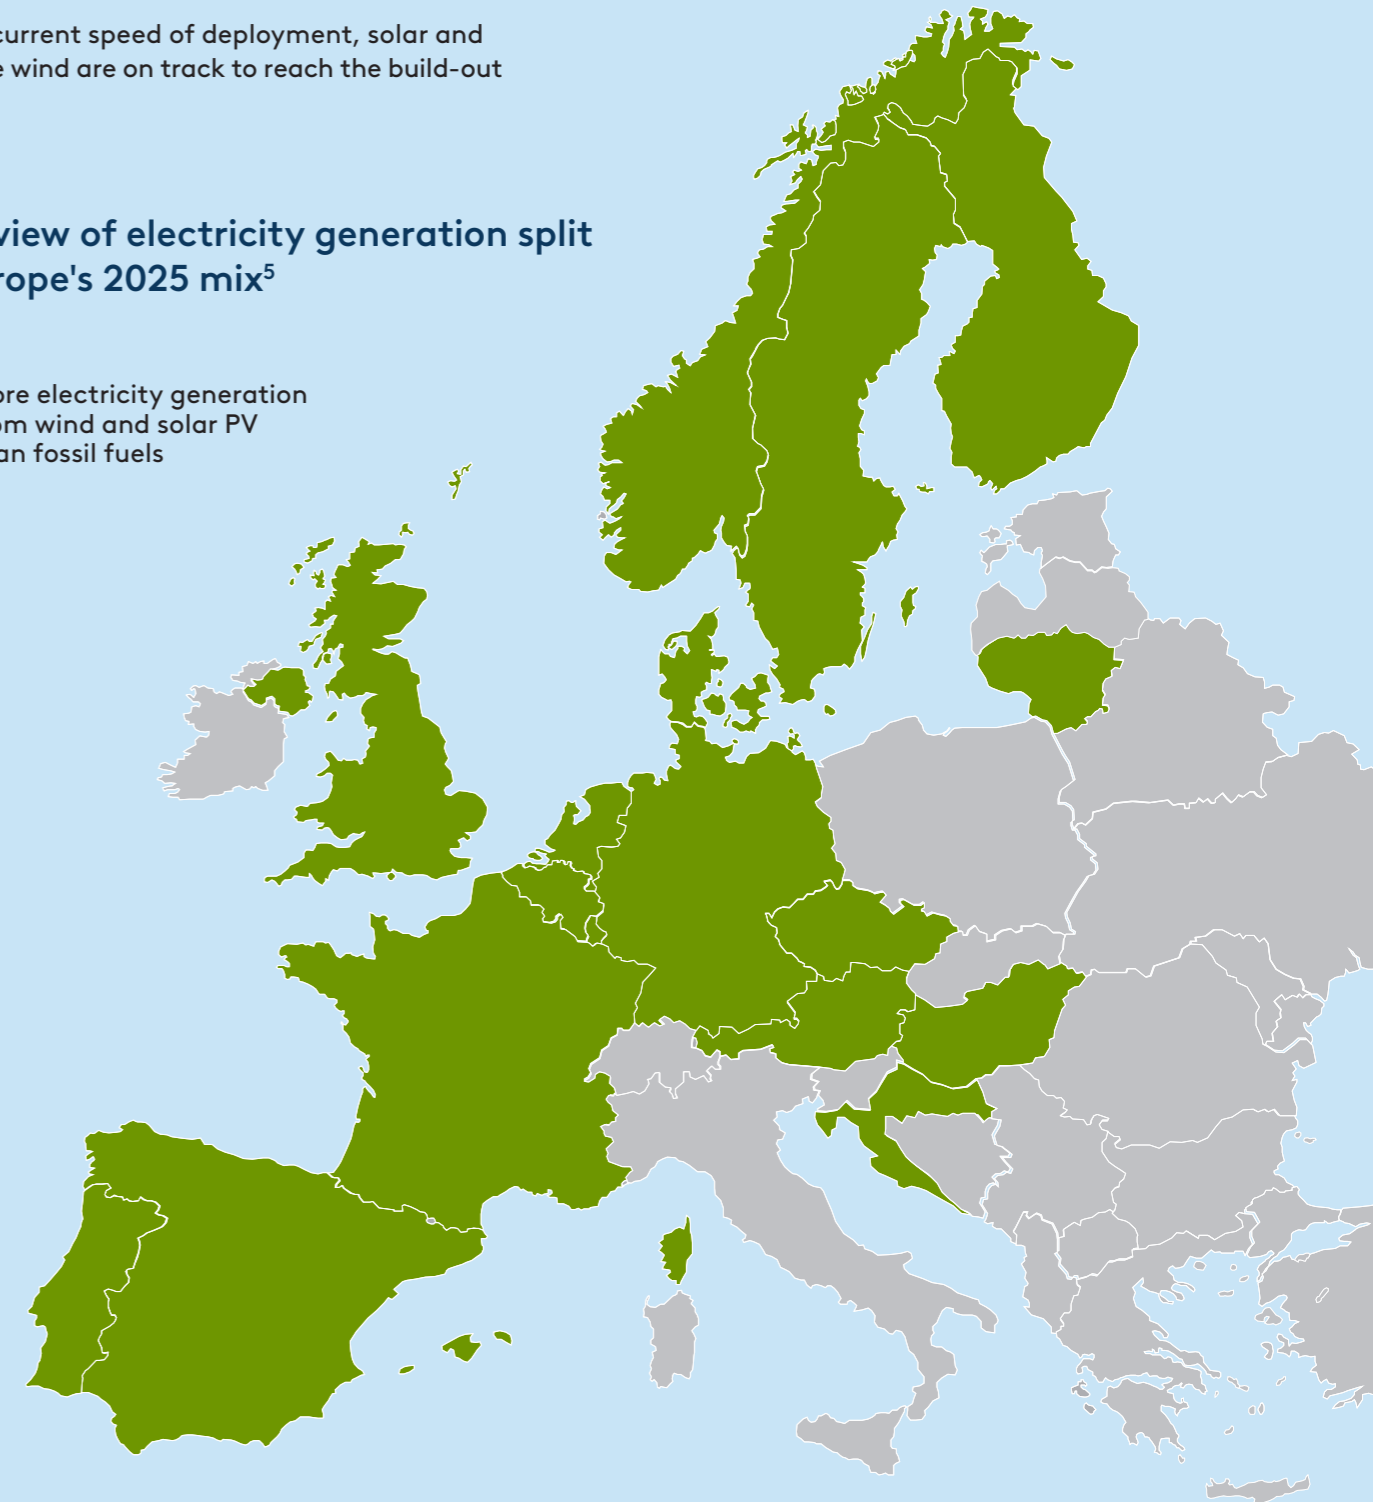 current speed of deployment, solar and
e wind are on track to reach the build-out
view of electricity generation split
rope's 2025 mix⁵
ore electricity generation
om wind and solar PV
an fossil fuels